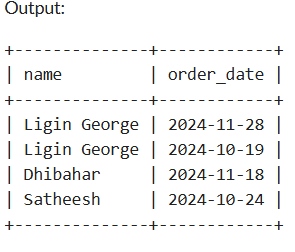 Output:
+--------------+------------+
| name         | order_date |
+--------------+------------+
| Ligin George | 2024-11-28 |
| Ligin George | 2024-10-19 |
| Dhibahar     | 2024-11-18 |
| Satheesh     | 2024-10-24 |
+--------------+------------+